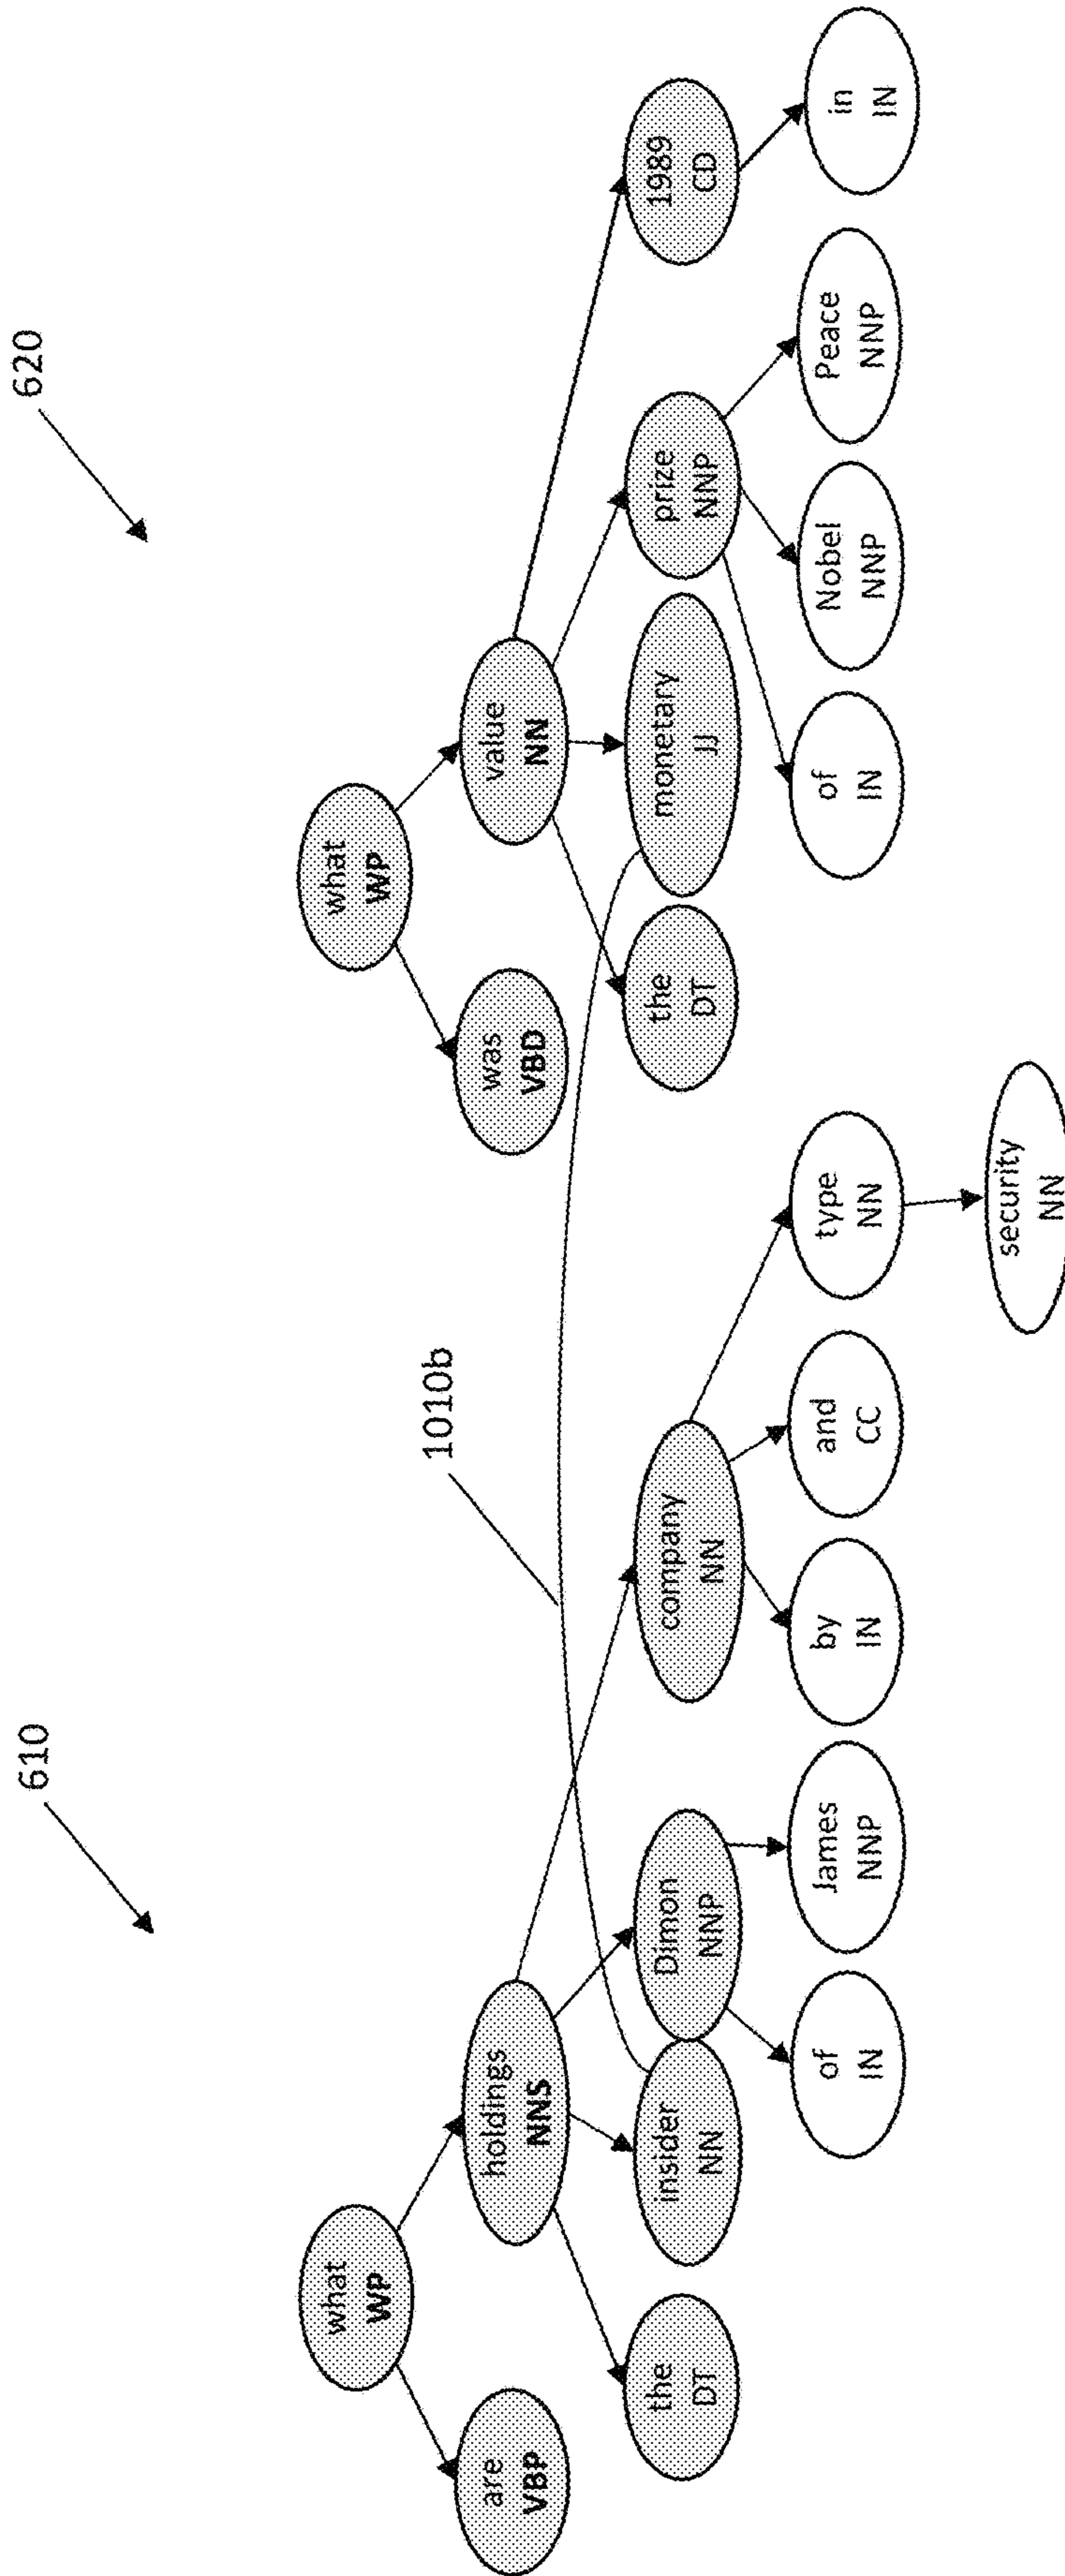 610
620
what
WP
what
WP
are
VBP
holdings
NNS
was
VBD
value
NN
1010b
the
DT
insider
NN
Dimon
NNP
company
NN
the
DT
monetary
JJ
prize
NNP
1989
CD
of
IN
James
NNP
by
IN
and
CC
type
NN
of
IN
Nobel
NNP
Peace
NNP
in
IN
security
NN